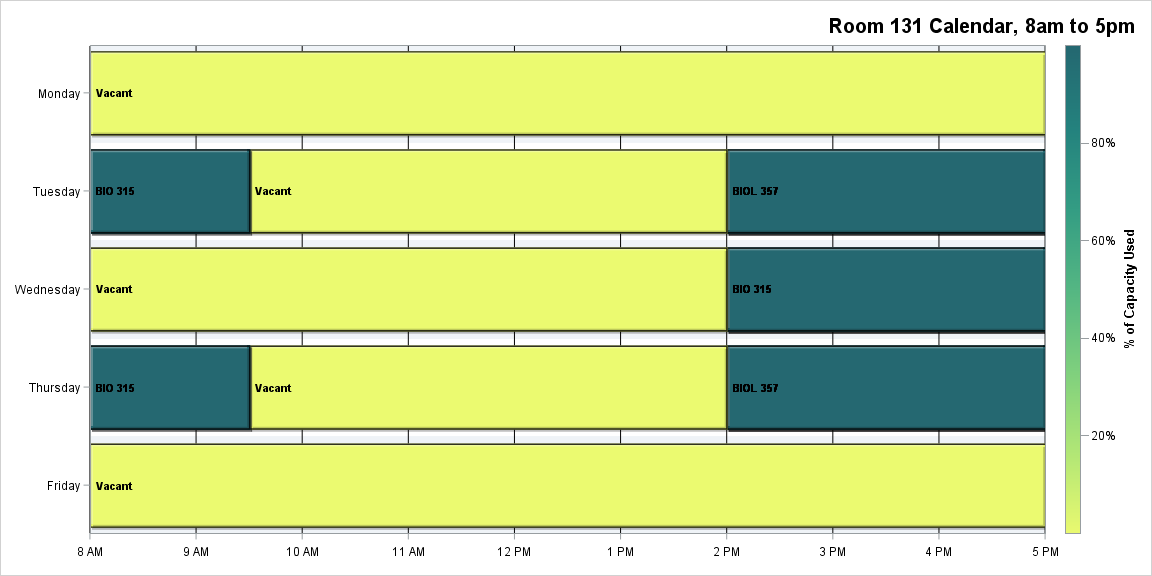 Room 131 Calendar, 8am to 5pm
Monday
Vacant
Tuesday
BIO 315
Vacant
BIOL 357
Wednesday
Vacant
BIO 315
Thursday
BIO 315
Vacant
BIOL 357
Friday
Vacant
8 AM
9 AM
10 AM
11 AM
12 PM
1 PM
2 PM
3 PM
4 PM
5 PM
80%
60%
40%
20%
% of Capacity Used